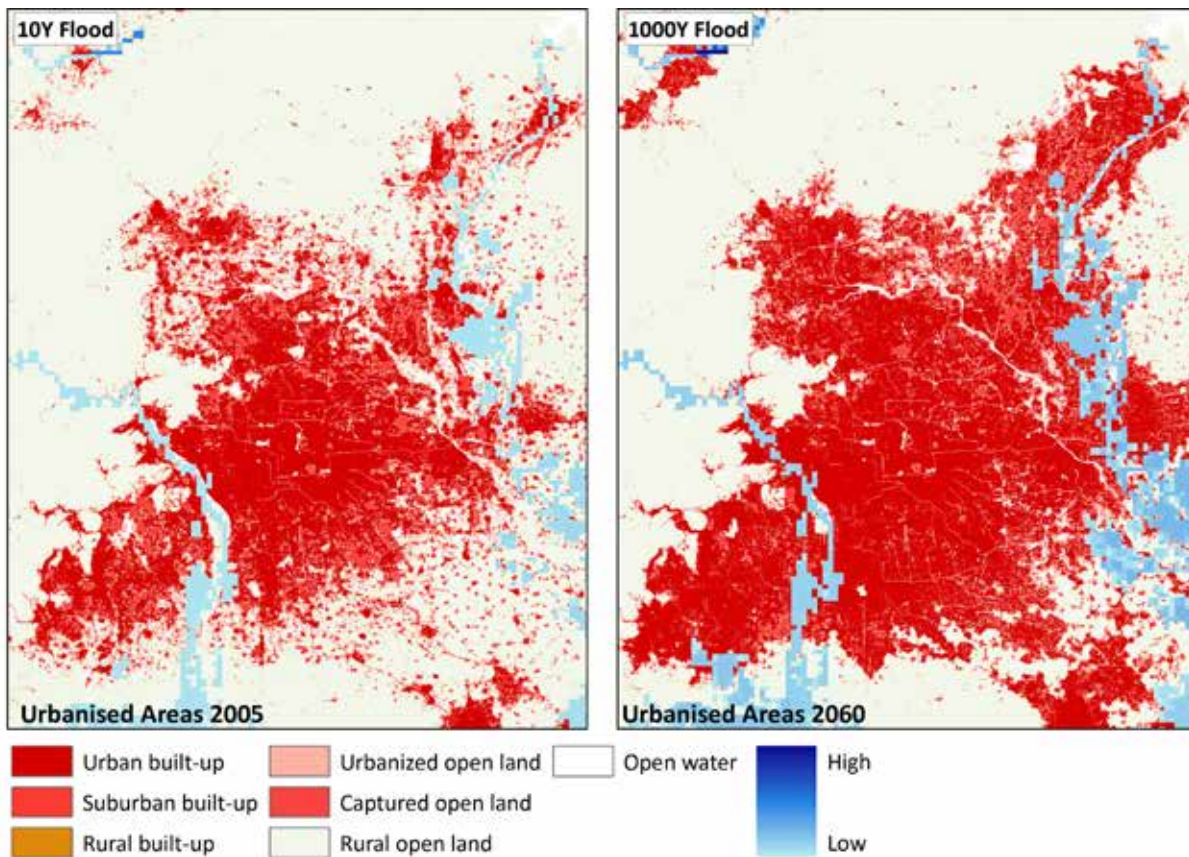 10Y Flood
1000Y Flood
Urbanised Areas 2005
Urbanised Areas 2060
Urban built-up
Urbanized open land
Open water
High
Suburban built-up
Captured open land
Rural built-up
Rural open land
Low